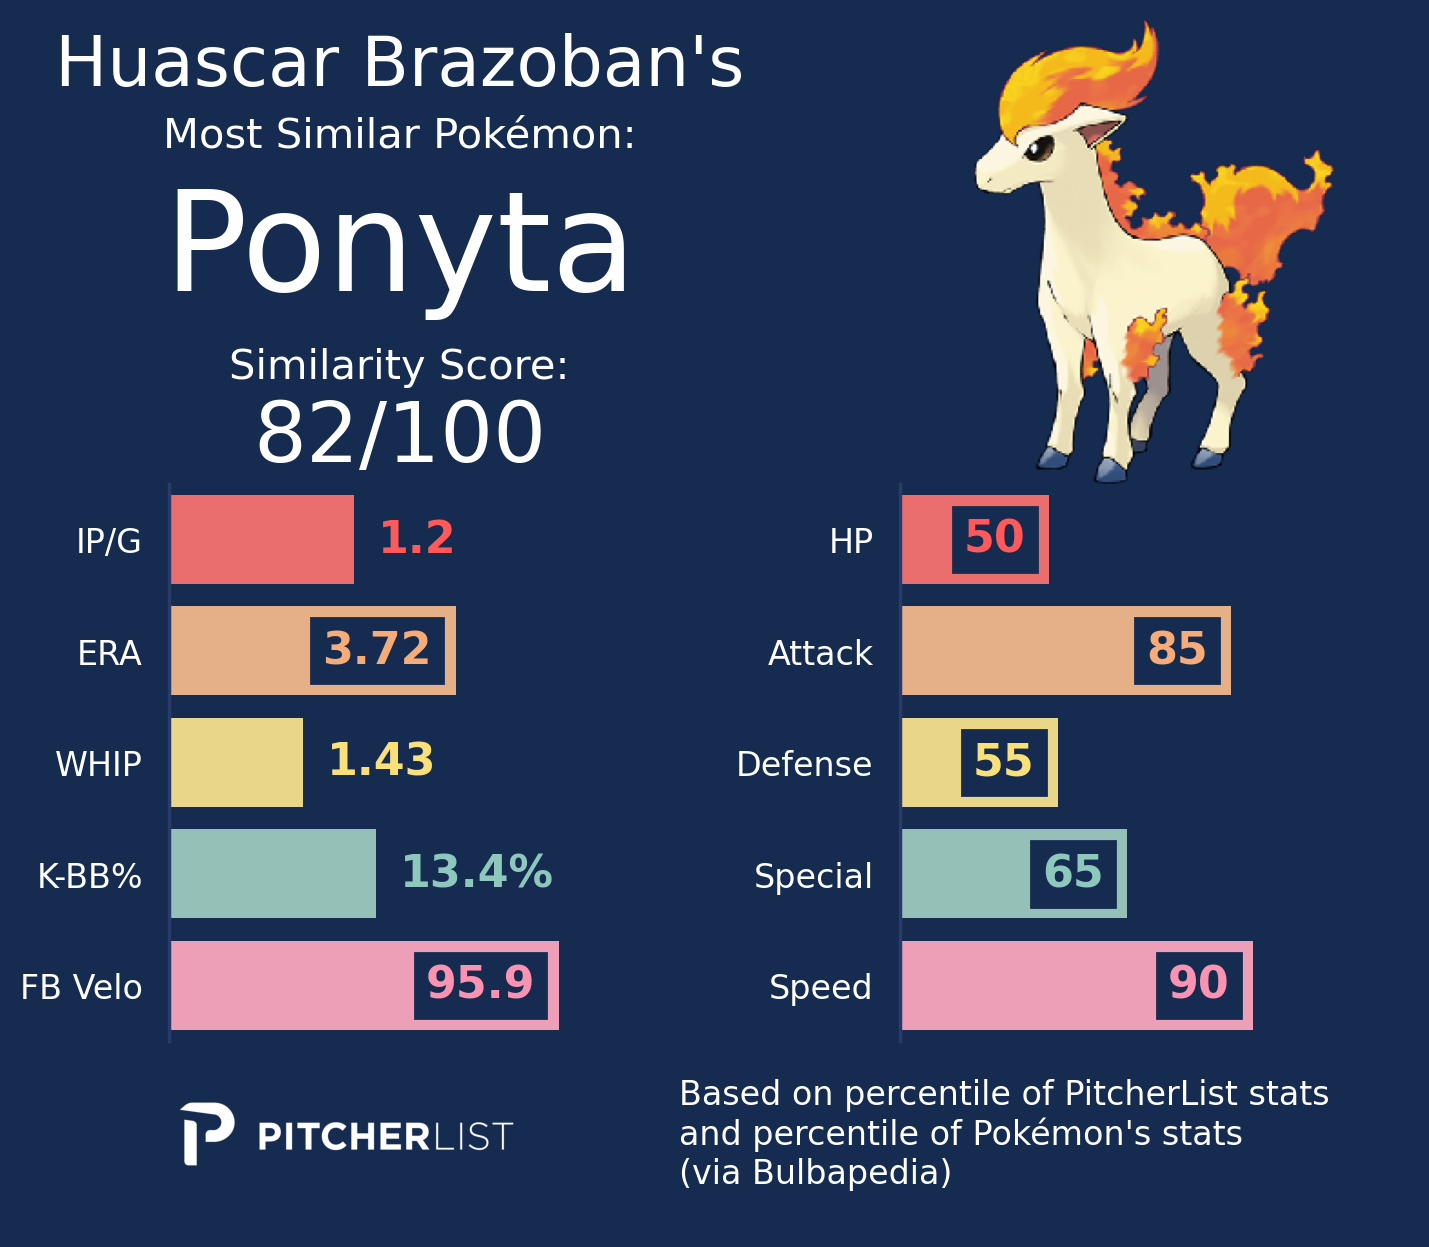 Huascar Brazoban's
Most Similar Pokémon:
Ponyta
Similarity Score:
82/100
IP/G 1.2
ERA 3.72
WHIP 1.43
K-BB% 13.4%
FB Velo 95.9
HP 50
Attack 85
Defense 55
Special 65
Speed 90
PITCHERLIST
Based on percentile of PitcherList stats
and percentile of Pokémon's stats
(via Bulbapedia)